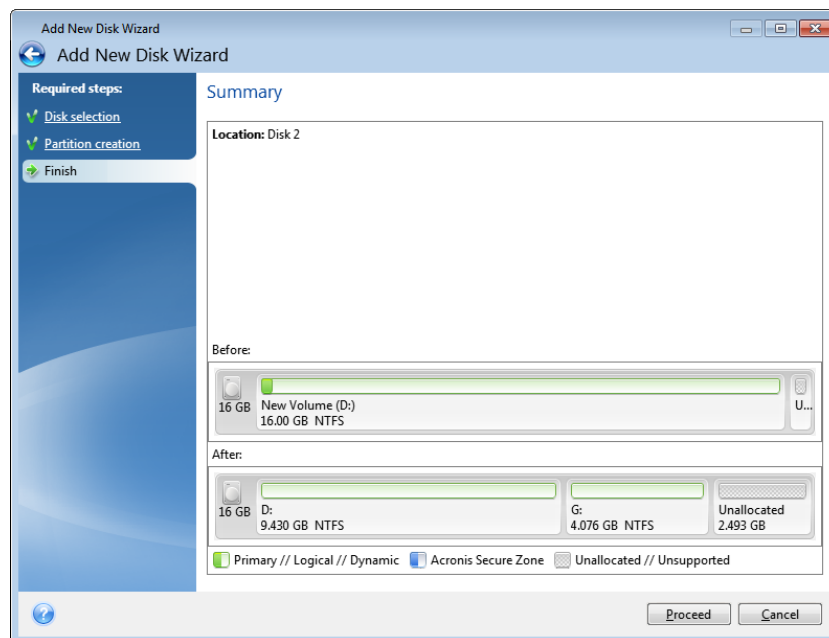 Add New Disk Wizard
Add New Disk Wizard
Required steps:
Disk selection
Partition creation
Finish
Summary
Location: Disk 2
Before:
16 GB
New Volume (D:)
16.00 GB NTFS
U...
After:
16 GB
D:
9.430 GB NTFS
G:
4.076 GB NTFS
Unallocated
2.493 GB
Primary // Logical // Dynamic
Acronis Secure Zone
Unallocated // Unsupported
?
Proceed
Cancel